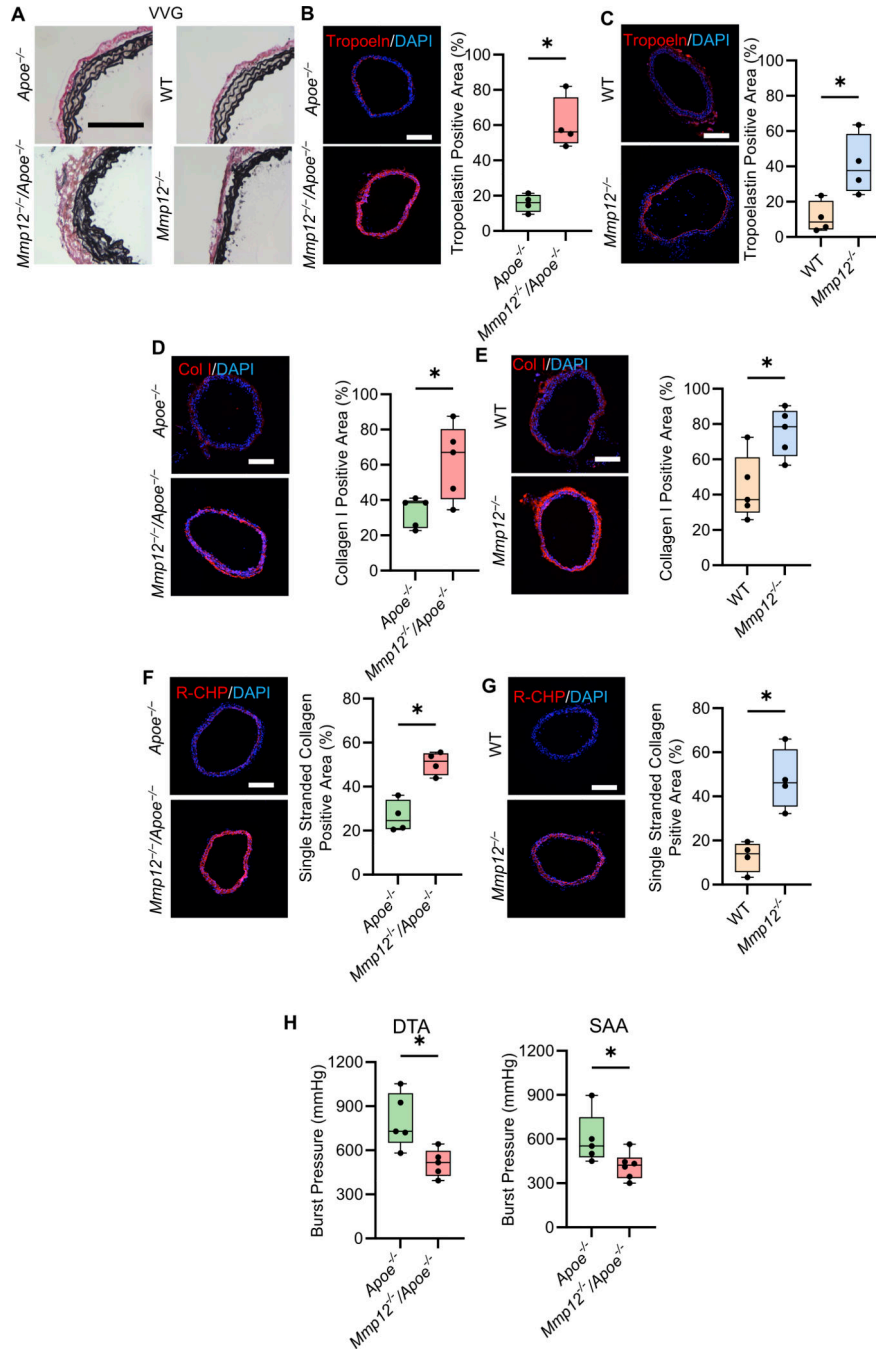 A
VVG
Apoe⁻/⁻
WT
Mmp12⁻/⁻/Apoe⁻/⁻
Mmp12⁻/⁻
B
Tropoeln/DAPI
Apoe⁻/⁻
Mmp12⁻/⁻/Apoe⁻/⁻
Tropoelastin Positive Area (%)
100
80
60
40
20
0
*
Apoe⁻/⁻
Mmp12⁻/⁻/Apoe⁻/⁻
C
Tropoeln/DAPI
WT
Mmp12⁻/⁻
Tropoelastin Positive Area (%)
100
80
60
40
20
0
*
WT
Mmp12⁻/⁻
D
Col I/DAPI
Apoe⁻/⁻
Mmp12⁻/⁻/Apoe⁻/⁻
Collagen I Positive Area (%)
100
80
60
40
20
0
*
Apoe⁻/⁻
Mmp12⁻/⁻/Apoe⁻/⁻
E
Col I/DAPI
WT
Mmp12⁻/⁻
Collagen I Positive Area (%)
100
80
60
40
20
0
*
WT
Mmp12⁻/⁻
F
R-CHP/DAPI
Apoe⁻/⁻
Mmp12⁻/⁻/Apoe⁻/⁻
Single Stranded Collagen
Positive Area (%)
80
60
40
20
0
*
Apoe⁻/⁻
Mmp12⁻/⁻/Apoe⁻/⁻
G
R-CHP/DAPI
WT
Mmp12⁻/⁻
Single Stranded Collagen
Psitive Area (%)
80
60
40
20
0
*
WT
Mmp12⁻/⁻
H
DTA
Burst Pressure (mmHg)
1200
900
600
300
0
*
Apoe⁻/⁻
Mmp12⁻/⁻/Apoe⁻/⁻
SAA
Burst Pressure (mmHg)
1200
900
600
300
0
*
Apoe⁻/⁻
Mmp12⁻/⁻/Apoe⁻/⁻